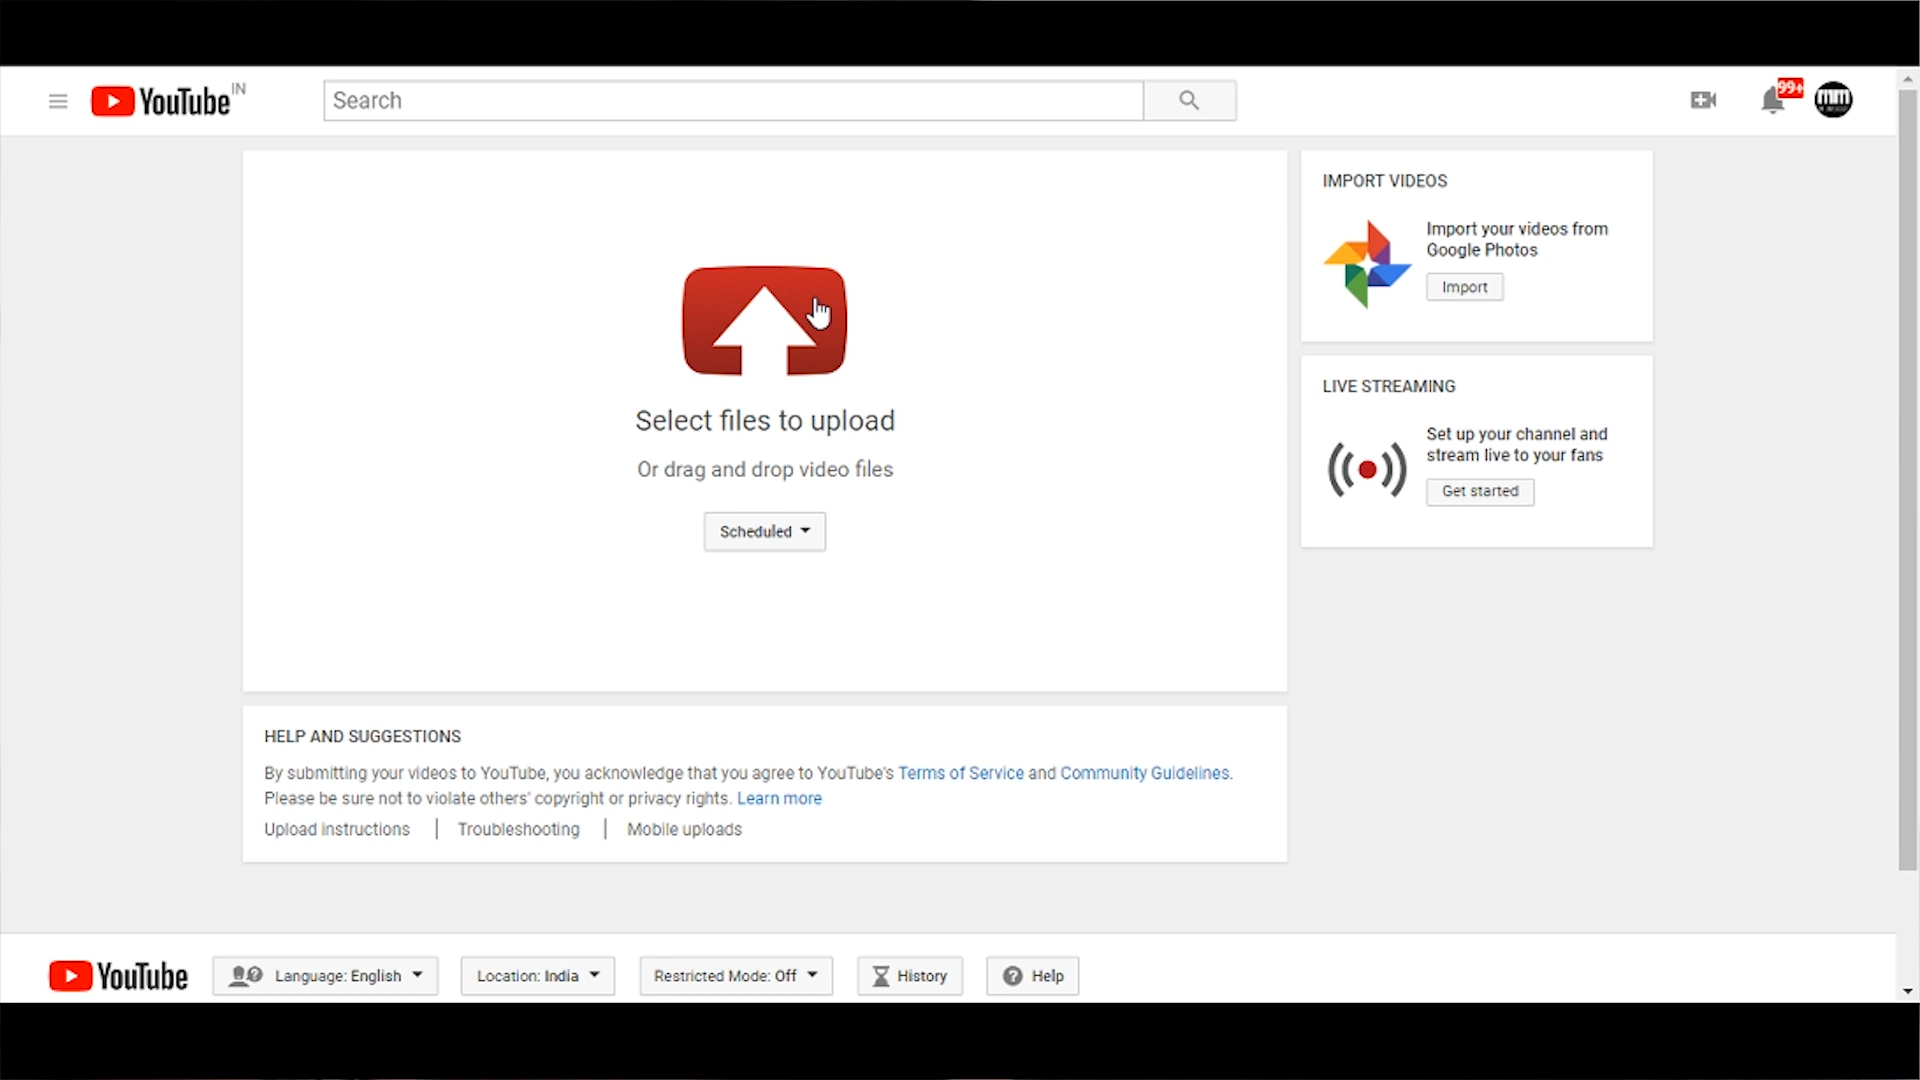 YouTube IN
Search
99+
IMPORT VIDEOS
Import your videos from
Google Photos
Import
Select files to upload
Or drag and drop video files
Scheduled
LIVE STREAMING
Set up your channel and
stream live to your fans
Get started
HELP AND SUGGESTIONS
By submitting your videos to YouTube, you acknowledge that you agree to YouTube's Terms of Service and Community Guidelines.
Please be sure not to violate others' copyright or privacy rights. Learn more
Upload instructions | Troubleshooting | Mobile uploads
YouTube Language: English Location: India Restricted Mode: Off History Help